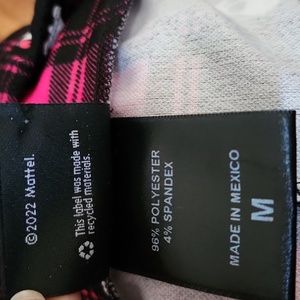 ©2022 Mattel.
This label was made with
recycled materials.
96% POLYESTER
4% SPANDEX
MADE IN MEXICO
M